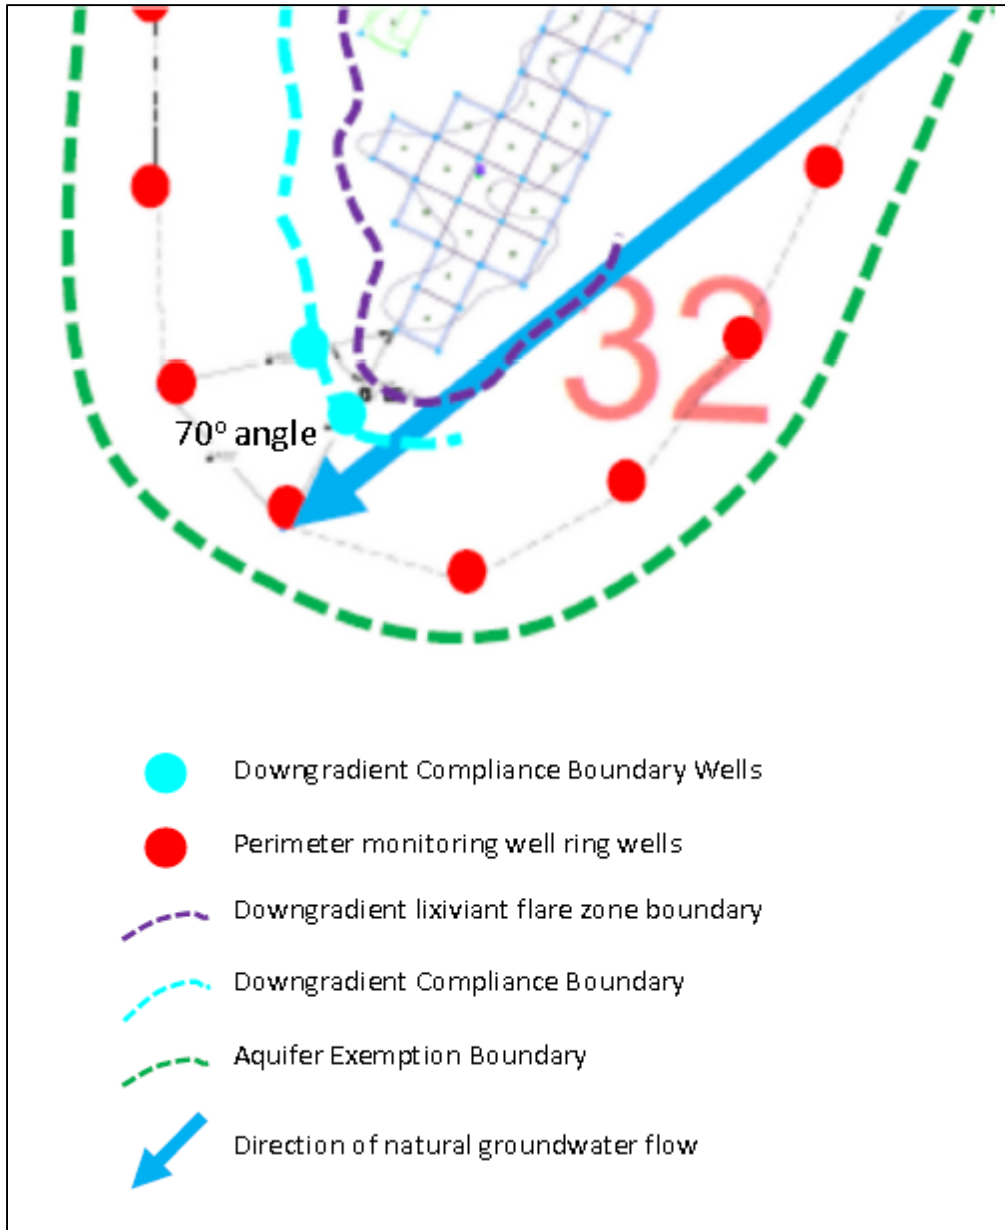 32
70° angle
Downgradient Compliance Boundary Wells
Perimeter monitoring well ring wells
Downgradient lixiviant flare zone boundary
Downgradient Compliance Boundary
Aquifer Exemption Boundary
Direction of natural groundwater flow